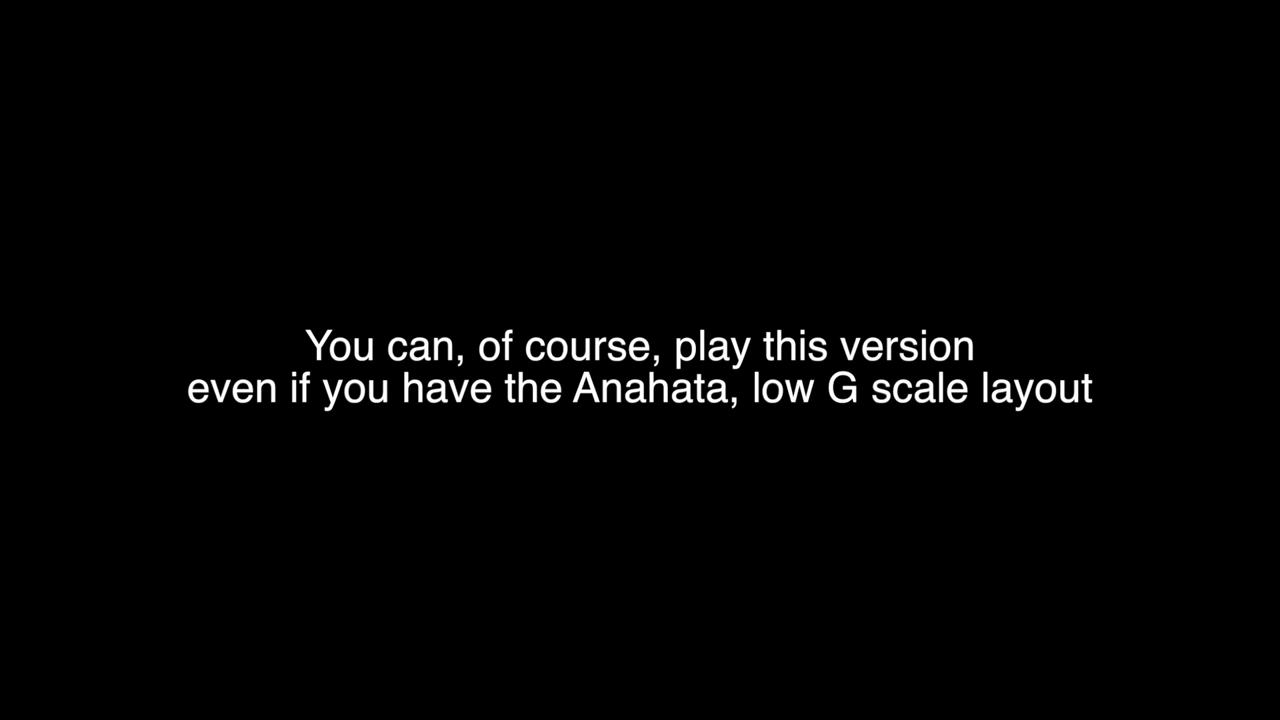 You can, of course, play this version
even if you have the Anahata, low G scale layout